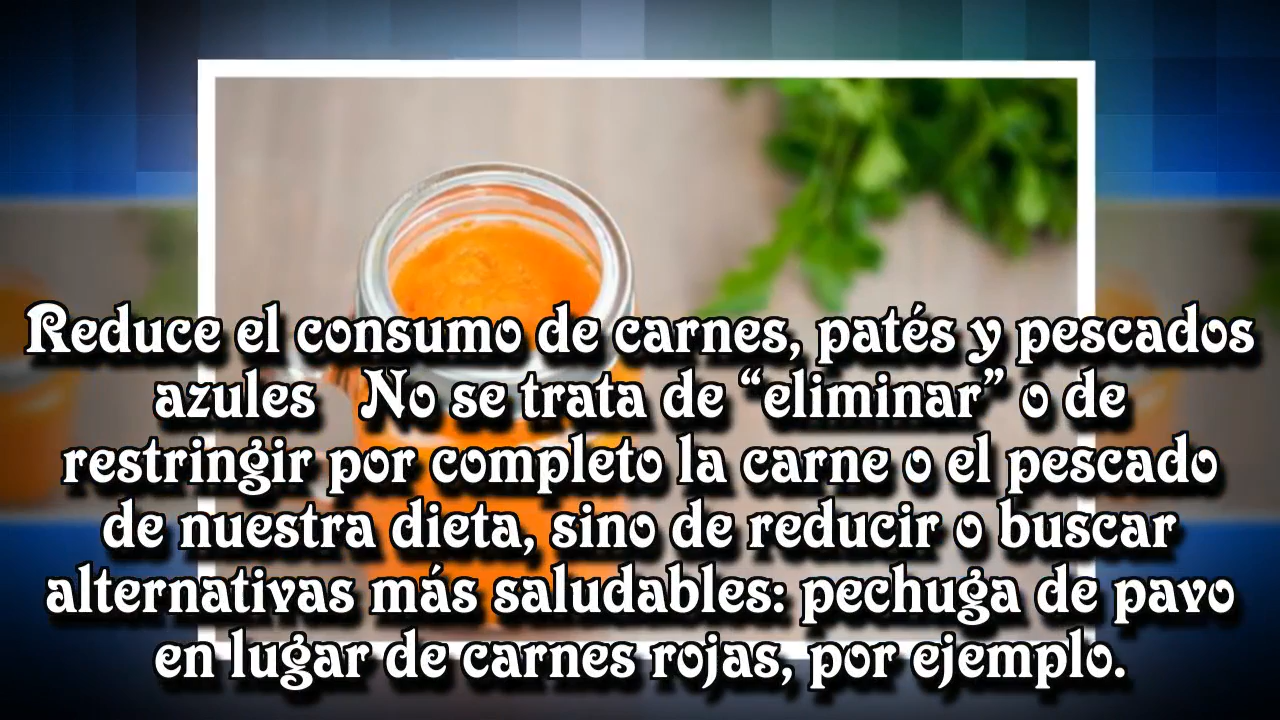 Reduce el consumo de carnes, patés y pescados
azules No se trata de “eliminar” o de
restringir por completo la carne o el pescado
de nuestra dieta, sino de reducir o buscar
alternativas más saludables: pechuga de pavo
en lugar de carnes rojas, por ejemplo.